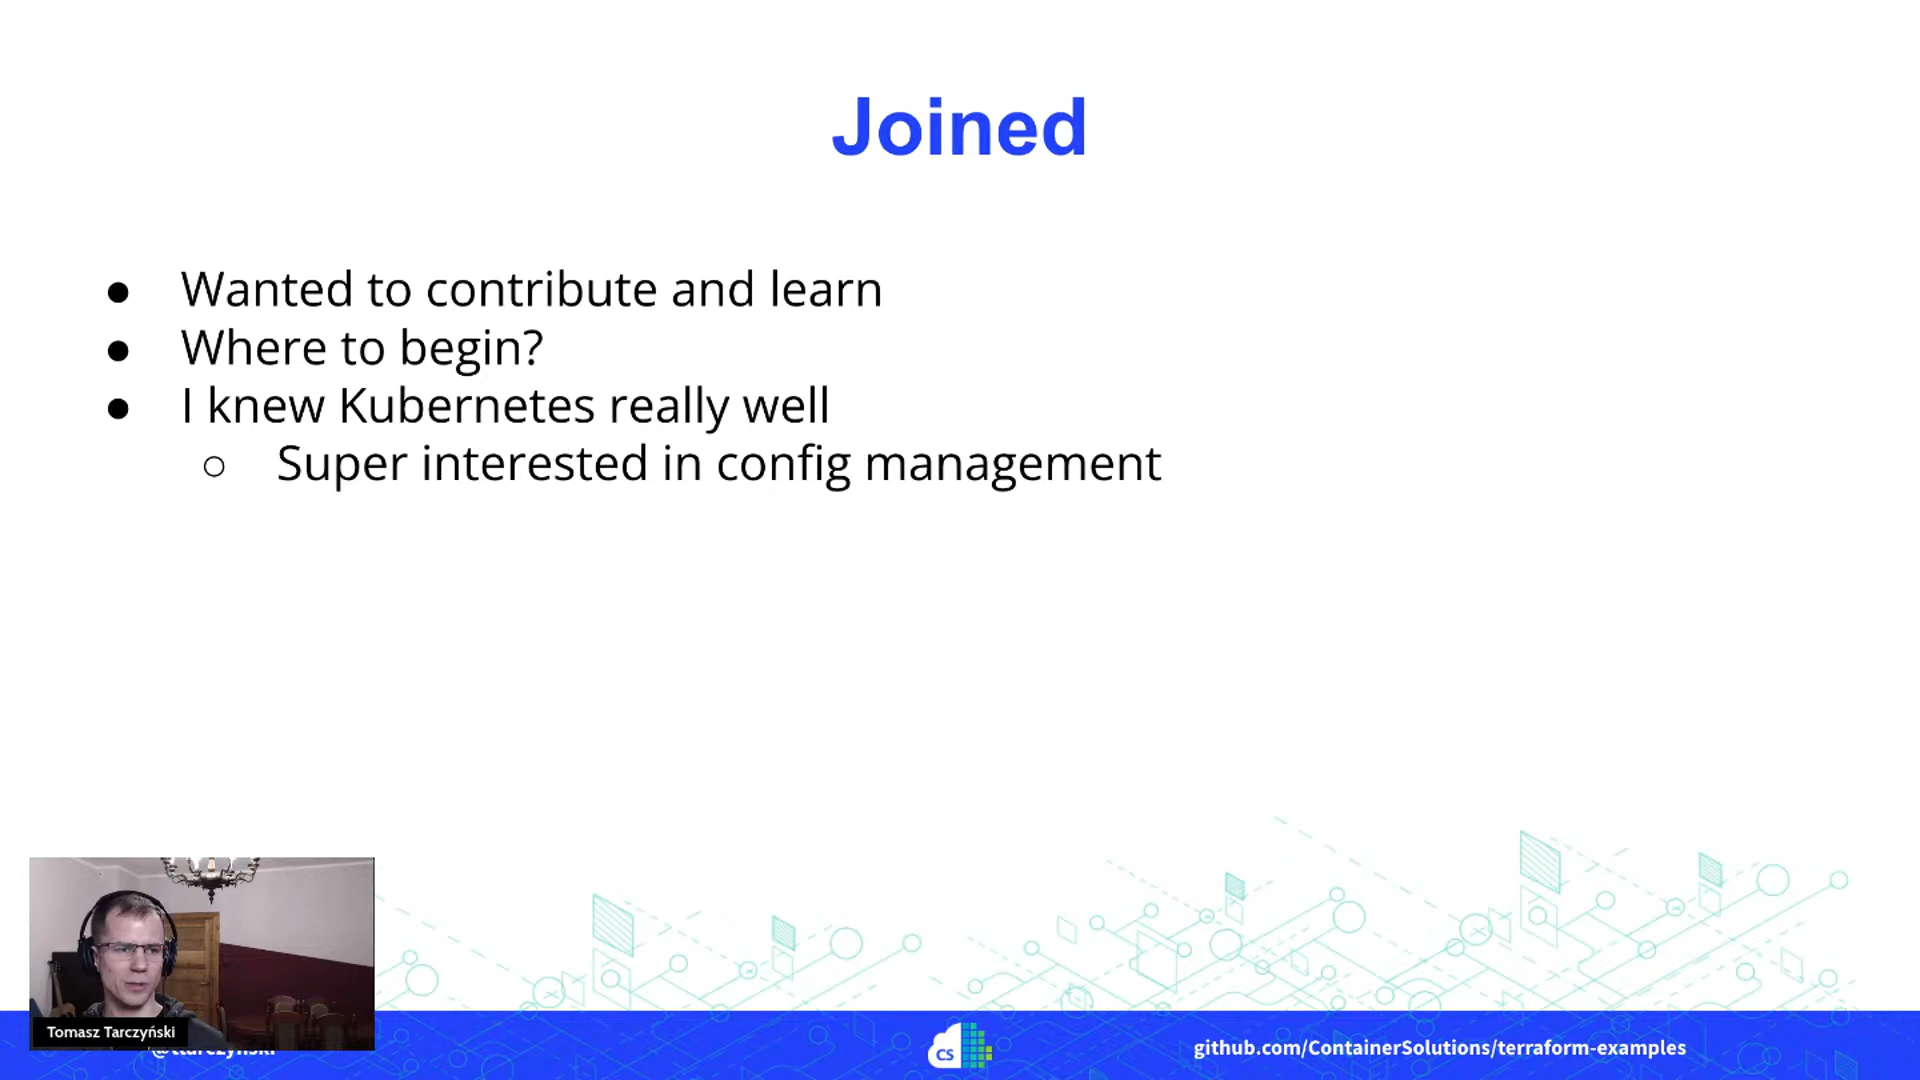 Joined
● Wanted to contribute and learn
● Where to begin?
● I knew Kubernetes really well
○ Super interested in config management
Tomasz Tarczyński
CS
github.com/ContainerSolutions/terraform-examples